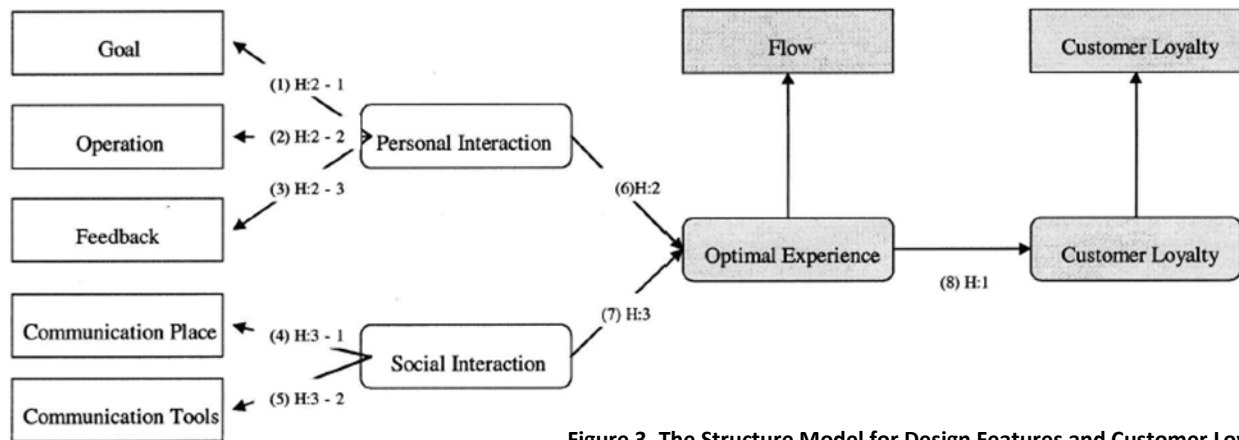 Goal
Flow
Customer Loyalty
(1) H:2 - 1
Operation
(2) H:2 - 2
Personal Interaction
(3) H:2 - 3
(6)H:2
Feedback
Optimal Experience
Customer Loyalty
(8) H:1
Communication Place
(4) H:3 - 1
(7) H:3
Social Interaction
Communication Tools
(5) H:3 - 2
Figure 3. The Structure Model for Design Features and Customer